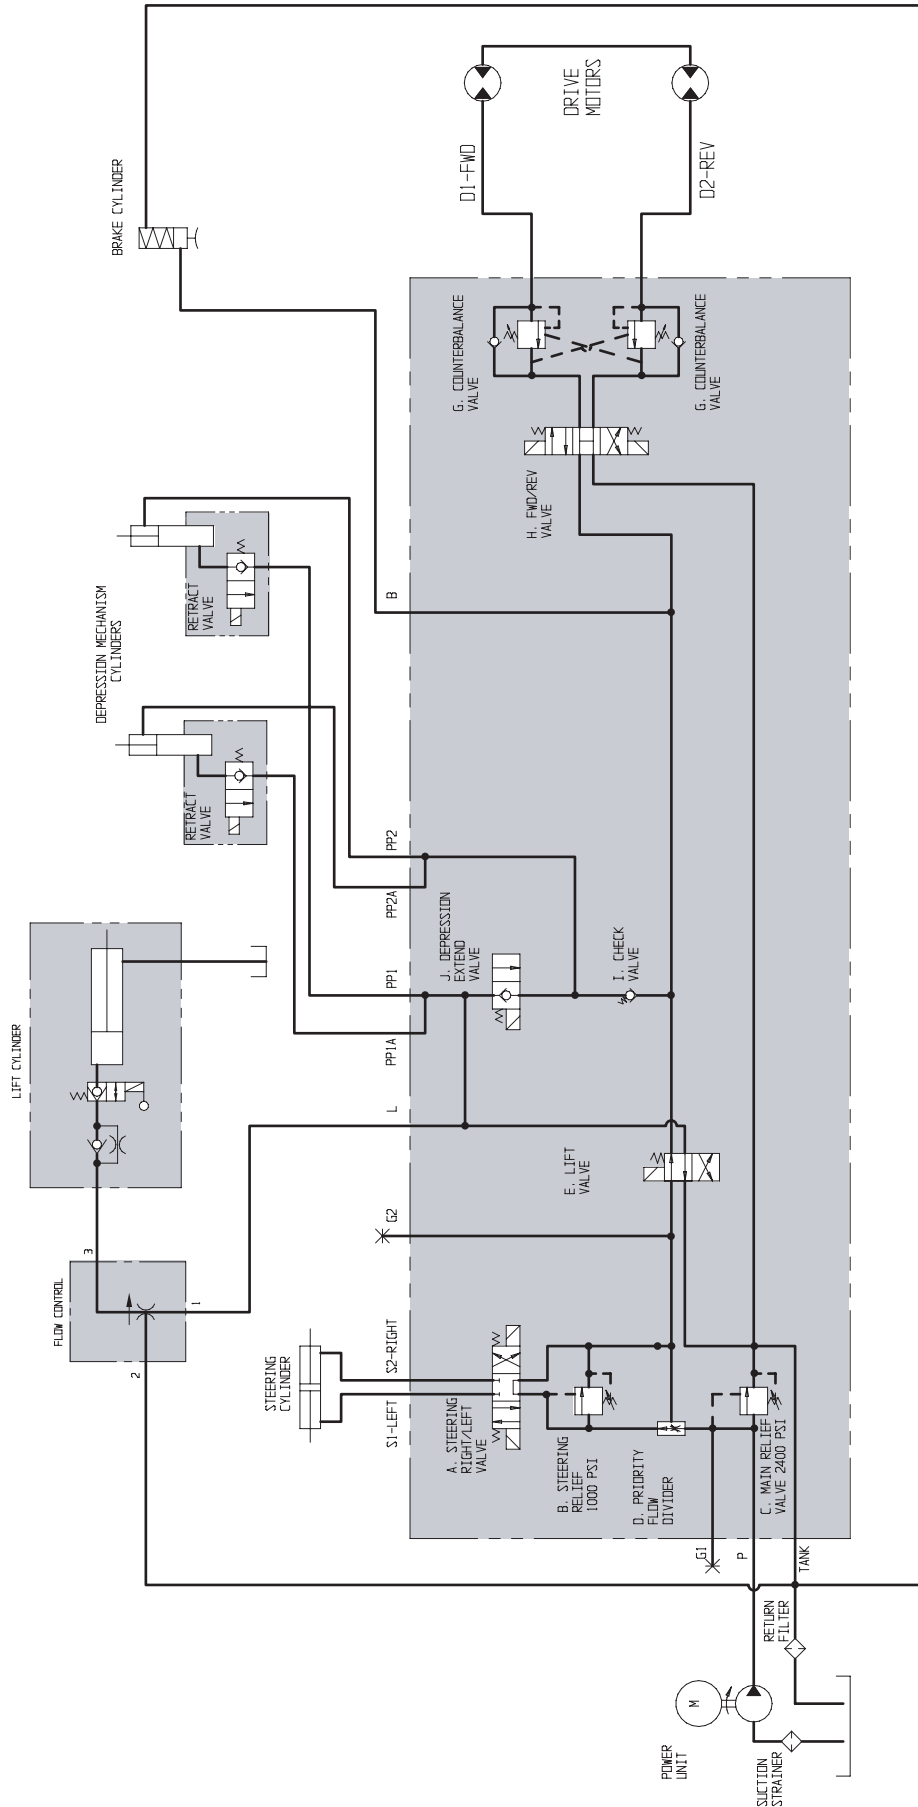 BRAKE CYLINDER
DRIVE
MOTORS
D1-FWD
D2-REV
G. COUNTERBALANCE
VALVE
G. COUNTERBALANCE
VALVE
H. FWD/REV
VALVE
B
DEPRESSION MECHANISM
CYLINDERS
RETRACT
VALVE
RETRACT
VALVE
PP2
PP2A
PP1
PP1A
L
J. DEPRESSION
EXTEND
VALVE
I. CHECK
VALVE
LIFT CYLINDER
E. LIFT
VALVE
G2
FLOW CONTROL
3
1
2
STEERING
CYLINDER
S2-RIGHT
S1-LEFT
A. STEERING
RIGHT/LEFT
VALVE
B. STEERING
RELIEF
1000 PSI
D. PRIORITY
FLOW
DIVIDER
C. MAIN RELIEF
VALVE 2400 PSI
G1
P
TANK
RETURN
FILTER
M
POWER
UNIT
SUCTION
STRAINER